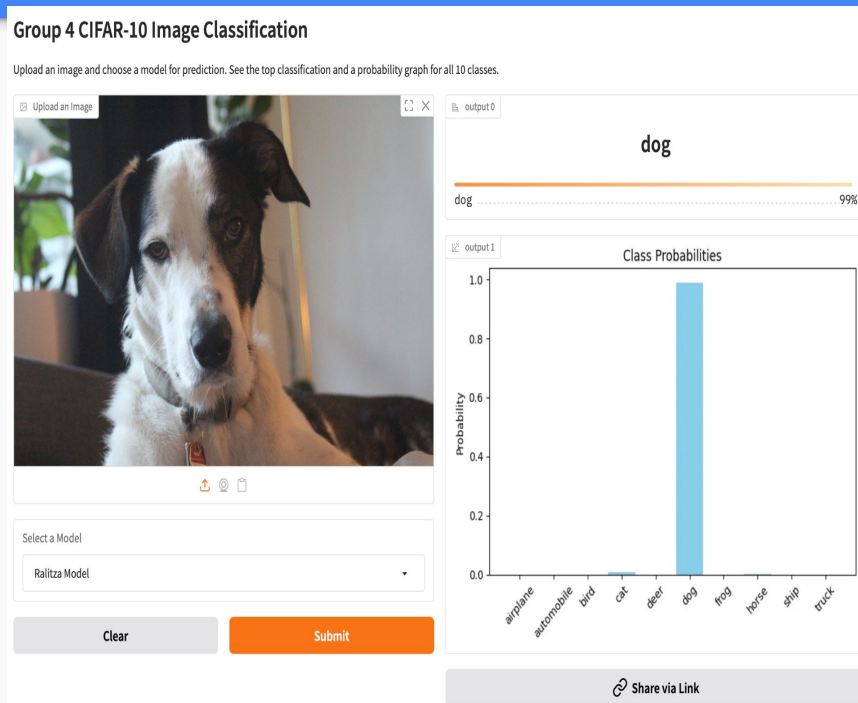 Group 4 CIFAR-10 Image Classification
Upload an image and choose a model for prediction. See the top classification and a probability graph for all 10 classes.
Upload an Image
output 0
dog
dog 99%
output 1
Class Probabilities
Probability
1.0
0.8
0.6
0.4
0.2
0.0
airplane
automobile
bird
cat
deer
dog
frog
horse
ship
truck
Select a Model
Ralitza Model
Clear
Submit
Share via Link